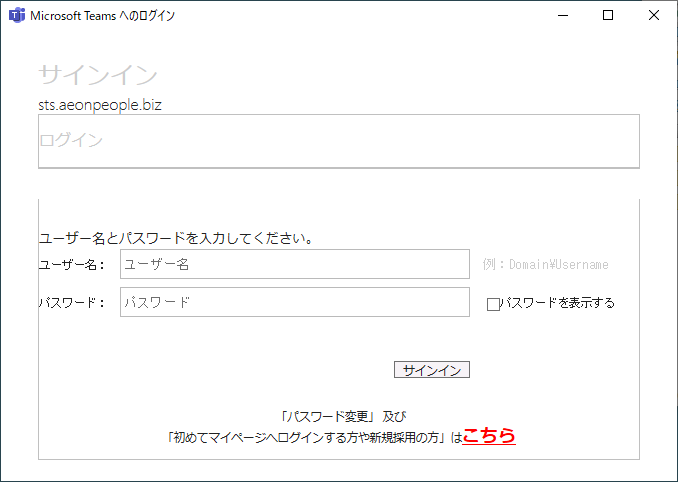 Microsoft Teams へのログイン
サインイン
sts.aeonpeople.biz
ログイン
ユーザー名とパスワードを入力してください。
ユーザー名： ユーザー名 例：Domain¥Username
パスワード： パスワード パスワードを表示する
サインイン
「パスワード変更」 及び
「初めてマイページへログインする方や新規採用の方」はこちら